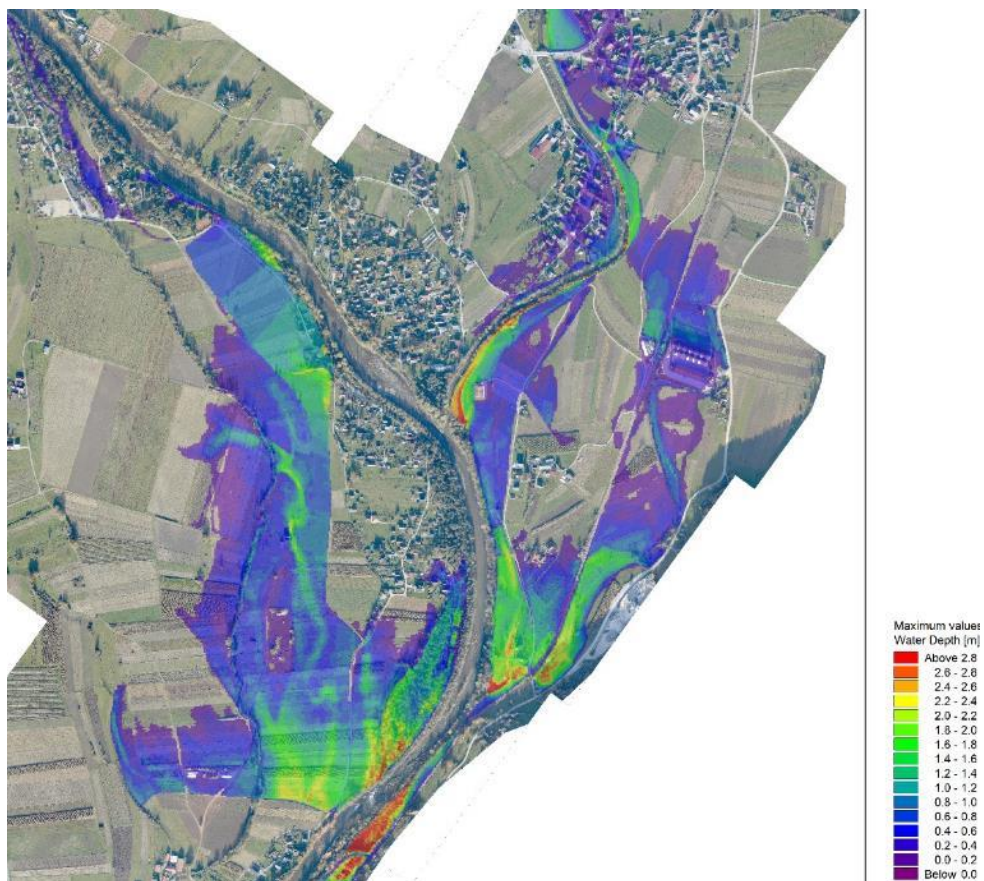 Maximum values
Water Depth [m]
Above 2.8
2.6 - 2.8
2.4 - 2.6
2.2 - 2.4
2.0 - 2.2
1.8 - 2.0
1.6 - 1.8
1.4 - 1.6
1.2 - 1.4
1.0 - 1.2
0.8 - 1.0
0.6 - 0.8
0.4 - 0.6
0.2 - 0.4
0.0 - 0.2
Below 0.0